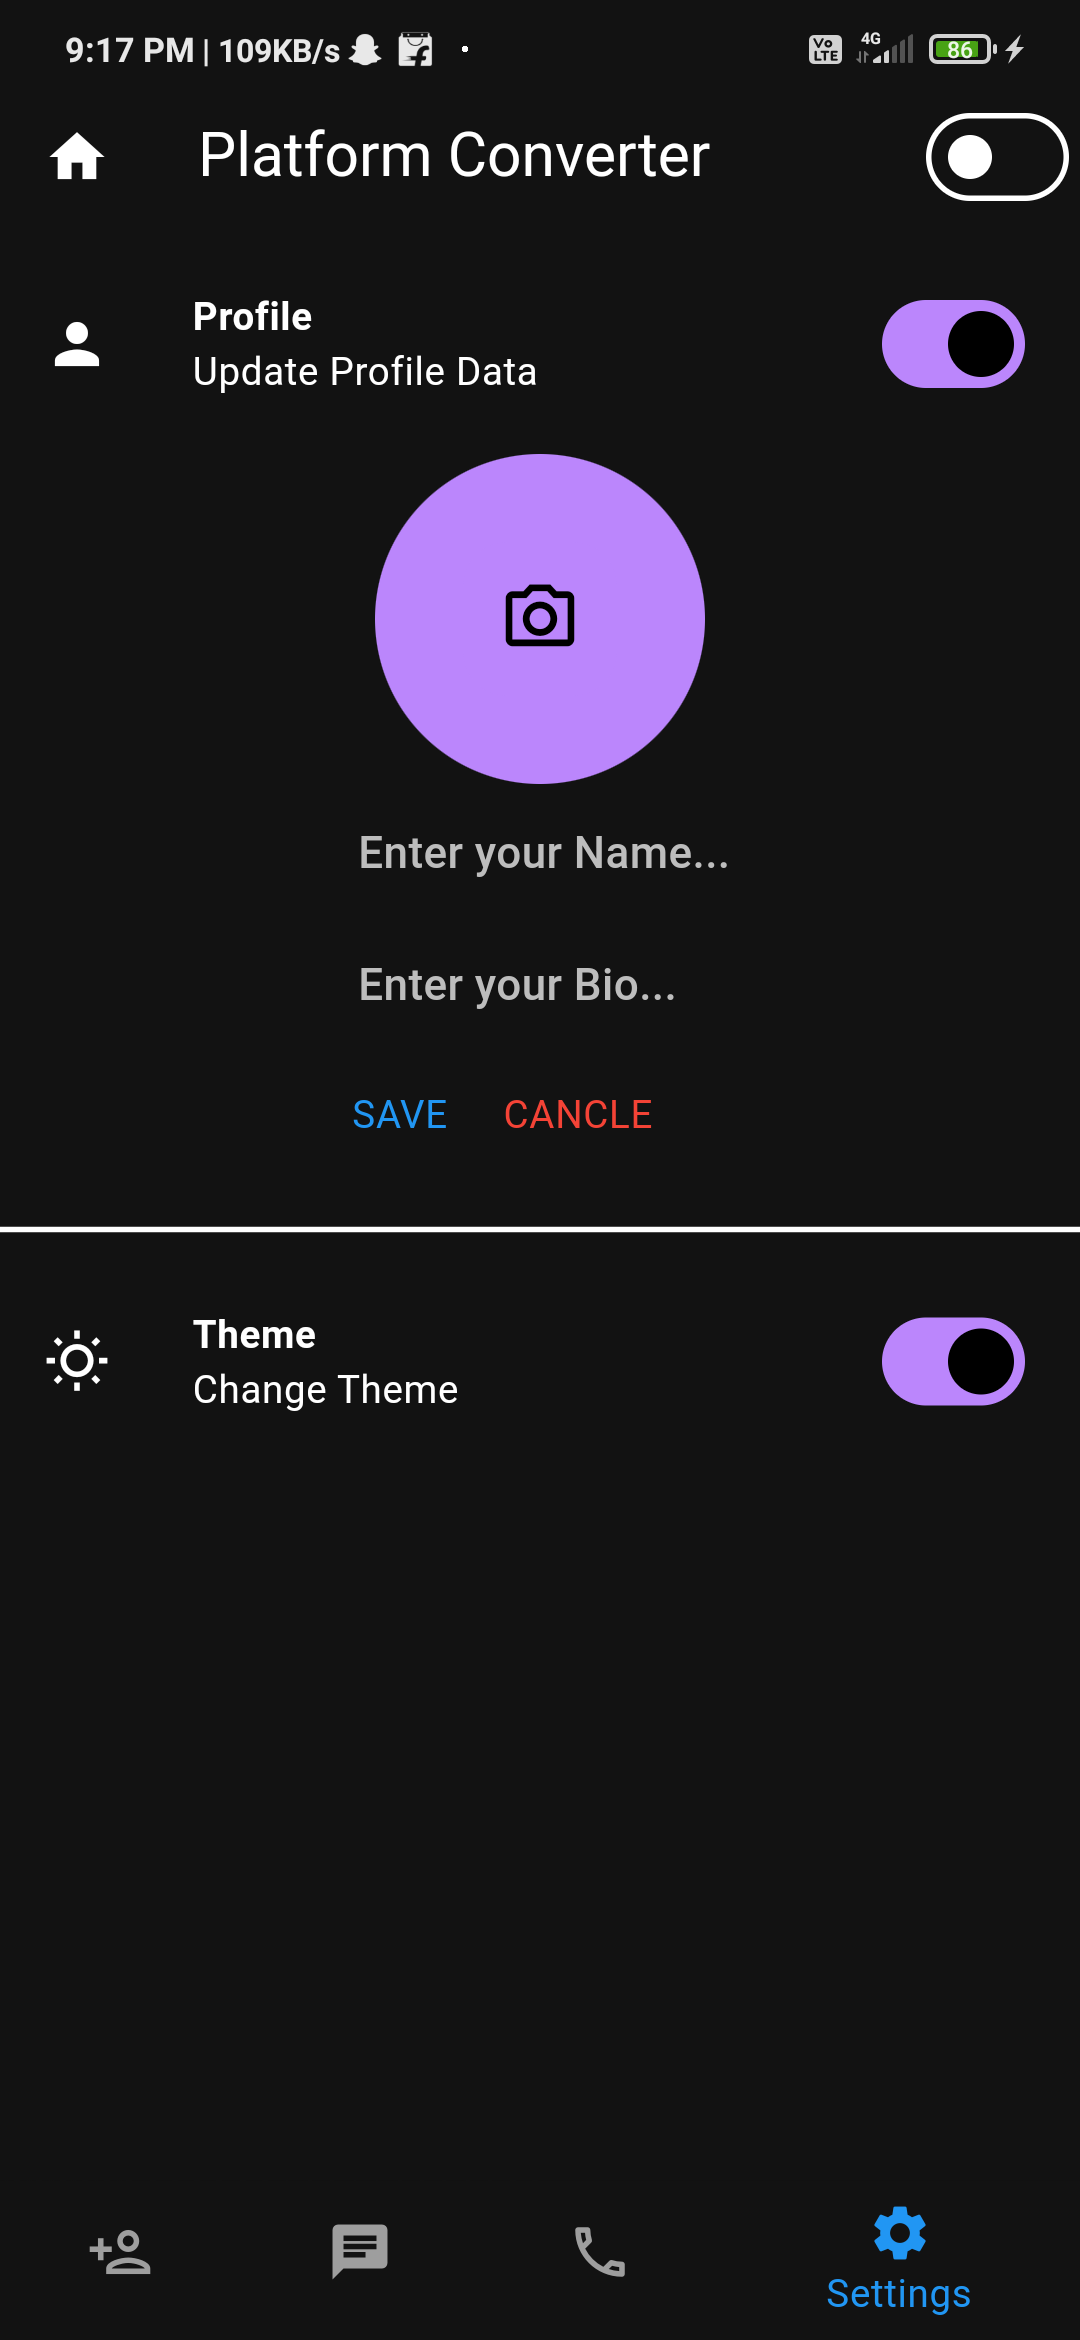 9:17 PM | 109KB/s
Vo LTE 4G 86
Platform Converter
Profile
Update Profile Data
Enter your Name...
Enter your Bio...
SAVE CANCLE
Theme
Change Theme
Settings